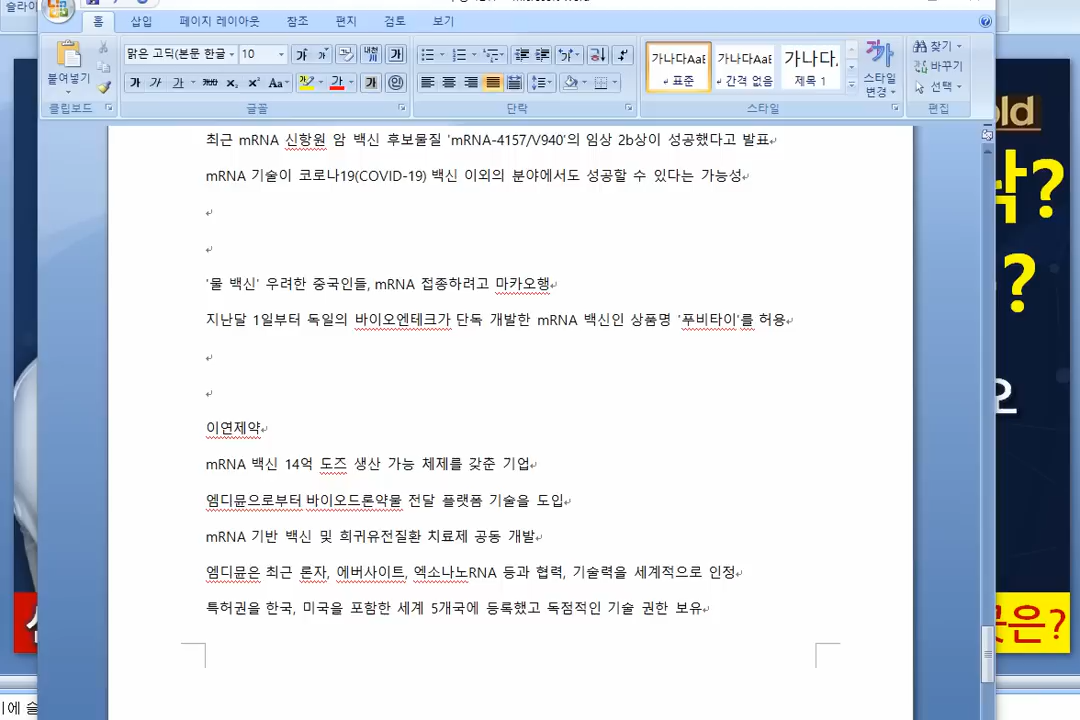 홈 삽입 페이지 레이아웃 참조 편지 검토 보기
붙여넣기
맑은 고딕(본문 한글 10
클립보드
글꼴
단락
가나다AaB
표준
가나다AaBb
간격 없음
가나다
제목 1
스타일
변경
스타일
찾기
바꾸기
선택
편집
최근 mRNA 신항원 암 백신 후보물질 'mRNA-4157/V940'의 임상 2b상이 성공했다고 발표
mRNA 기술이 코로나19(COVID-19) 백신 이외의 분야에서도 성공할 수 있다는 가능성
'물 백신' 우려한 중국인들, mRNA 접종하려고 마카오행
지난달 1일부터 독일의 바이오엔테크가 단독 개발한 mRNA 백신인 상품명 '푸비타이'를 허용
이연제약
mRNA 백신 14억 도즈 생산 가능 체제를 갖춘 기업
엠디뮨으로부터 바이오드론약물 전달 플랫폼 기술을 도입
mRNA 기반 백신 및 희귀유전질환 치료제 공동 개발
엠디뮨은 최근 론자, 에버사이트, 엑소나노RNA 등과 협력, 기술력을 세계적으로 인정
특허권을 한국, 미국을 포함한 세계 5개국에 등록했고 독점적인 기술 권한 보유